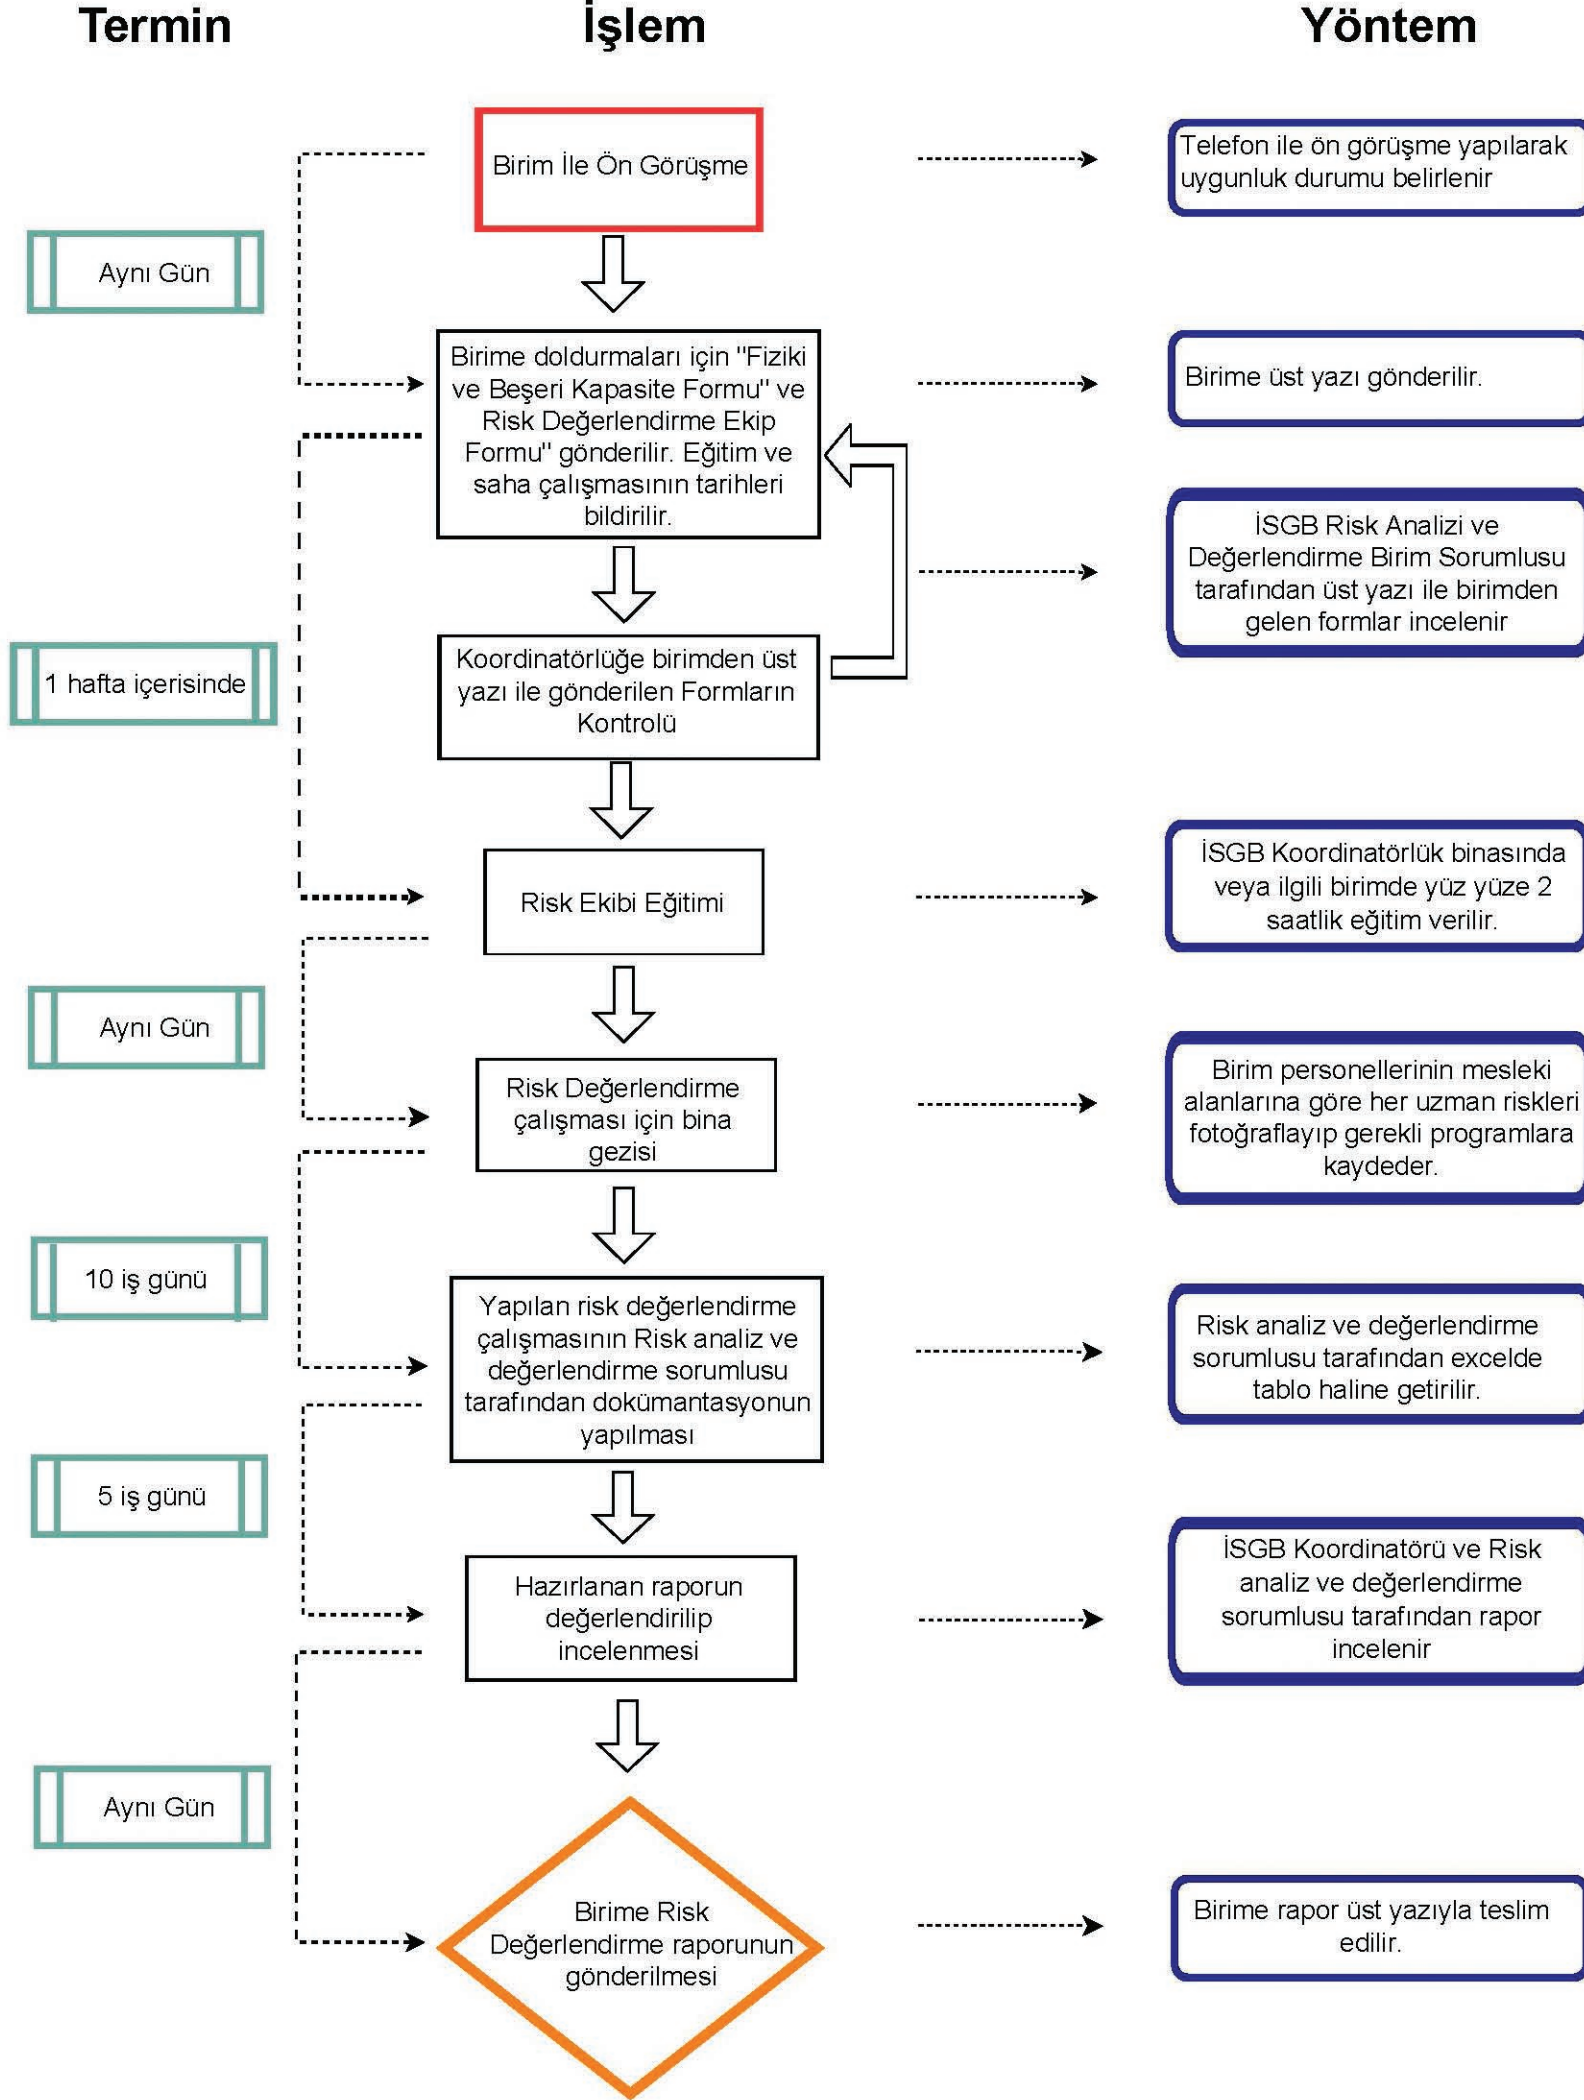 Termin
İşlem
Yöntem
Birim İle Ön Görüşme
Telefon ile ön görüşme yapılarak
uygunluk durumu belirlenir
Aynı Gün
Birime doldurmaları için "Fiziki
ve Beşeri Kapasite Formu" ve
Risk Değerlendirme Ekip
Formu" gönderilir. Eğitim ve
saha çalışmasının tarihleri
bildirilir.
Birime üst yazı gönderilir.
İSGB Risk Analizi ve
Değerlendirme Birim Sorumlusu
tarafından üst yazı ile birimden
gelen formlar incelenir
1 hafta içerisinde
Koordinatörlüğe birimden üst
yazı ile gönderilen Formların
Kontrolü
Risk Ekibi Eğitimi
İSGB Koordinatörlük binasında
veya ilgili birimde yüz yüze 2
saatlik eğitim verilir.
Aynı Gün
Risk Değerlendirme
çalışması için bina
gezisi
Birim personellerinin mesleki
alanlarına göre her uzman riskleri
fotoğraflayıp gerekli programlara
kaydeder.
10 iş günü
Yapılan risk değerlendirme
çalışmasının Risk analiz ve
değerlendirme sorumlusu
tarafından dokümantasyonun
yapılması
Risk analiz ve değerlendirme
sorumlusu tarafından excelde
tablo haline getirilir.
5 iş günü
Hazırlanan raporun
değerlendirilip
incelenmesi
İSGB Koordinatörü ve Risk
analiz ve değerlendirme
sorumlusu tarafından rapor
incelenir
Aynı Gün
Birime Risk
Değerlendirme raporunun
gönderilmesi
Birime rapor üst yazıyla teslim
edilir.